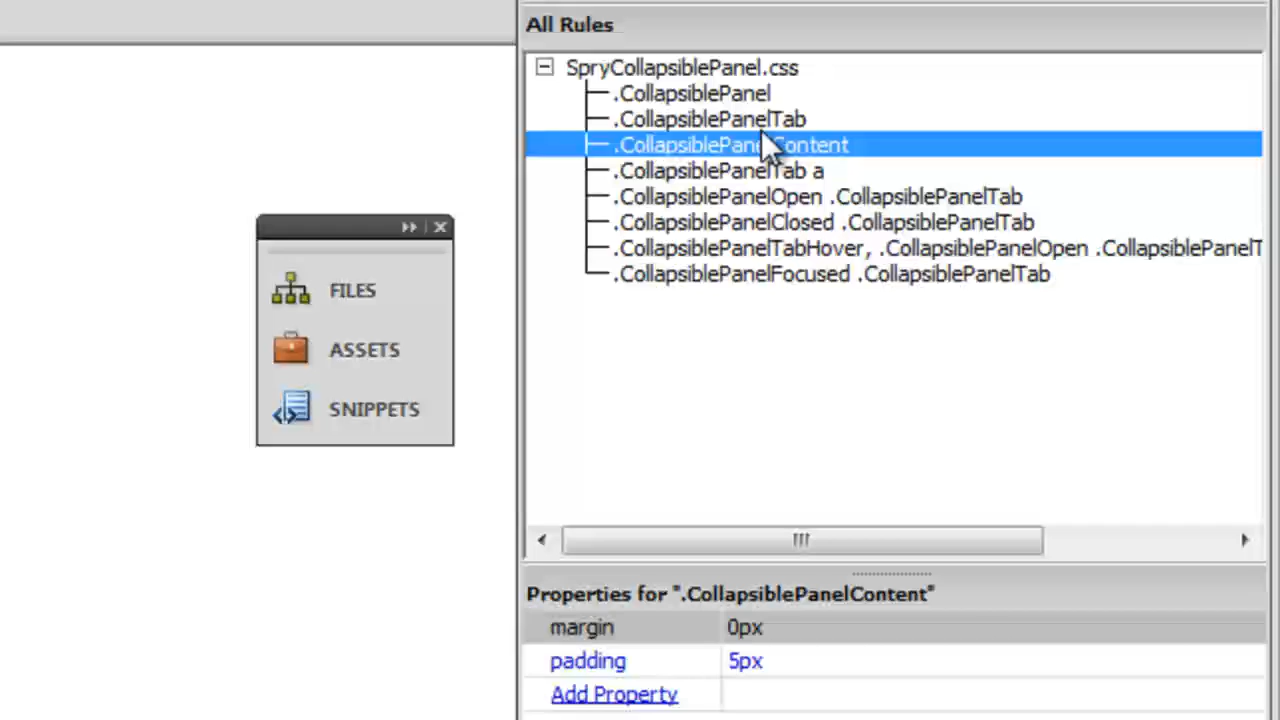 All Rules
SpryCollapsiblePanel.css
.CollapsiblePanel
.CollapsiblePanelTab
.CollapsiblePanelContent
.CollapsiblePanelTab a
.CollapsiblePanelOpen .CollapsiblePanelTab
.CollapsiblePanelClosed .CollapsiblePanelTab
.CollapsiblePanelTabHover, .CollapsiblePanelOpen .CollapsiblePanelT
.CollapsiblePanelFocused .CollapsiblePanelTab
FILES
ASSETS
SNIPPETS
Properties for ".CollapsiblePanelContent"
margin 0px
padding 5px
Add Property